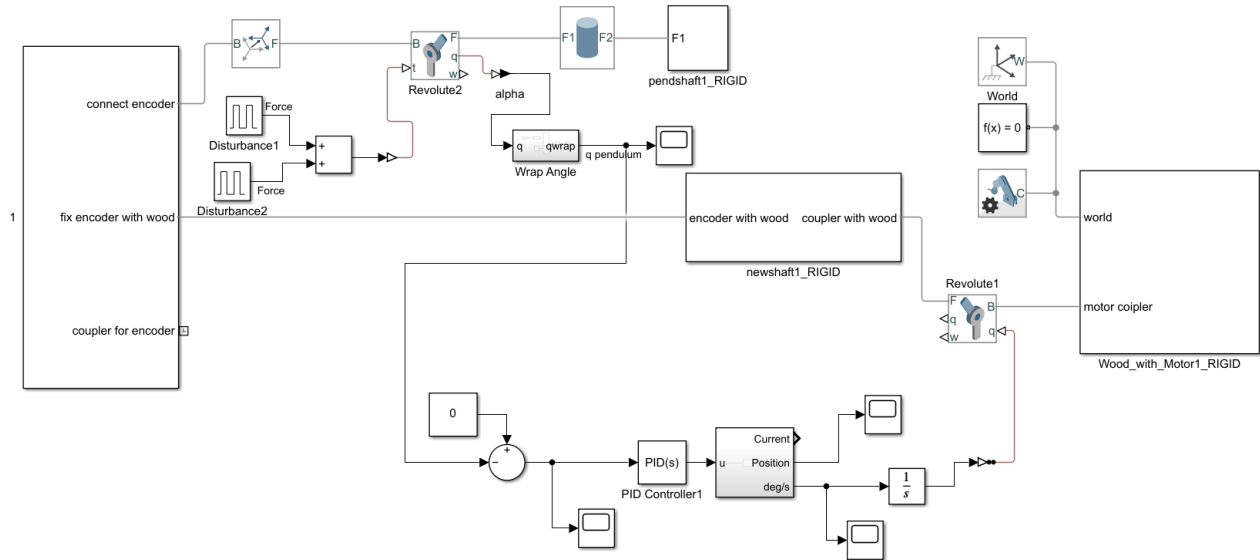 B
F
B
F
t
q
w
Revolute2
F1
F2
F1
pendshaft1_RIGID
W
World
f(x) = 0
C
connect encoder
Force
Disturbance1
+
+
Force
Disturbance2
alpha
q
qwrap
Wrap Angle
q pendulum
1
fix encoder with wood
coupler for encoder
encoder with wood
coupler with wood
newshaft1_RIGID
world
motor coipler
Wood_with_Motor1_RIGID
Revolute1
F
B
q
w
q
0
+
−
PID(s)
PID Controller1
u
Current
Position
deg/s
1
s